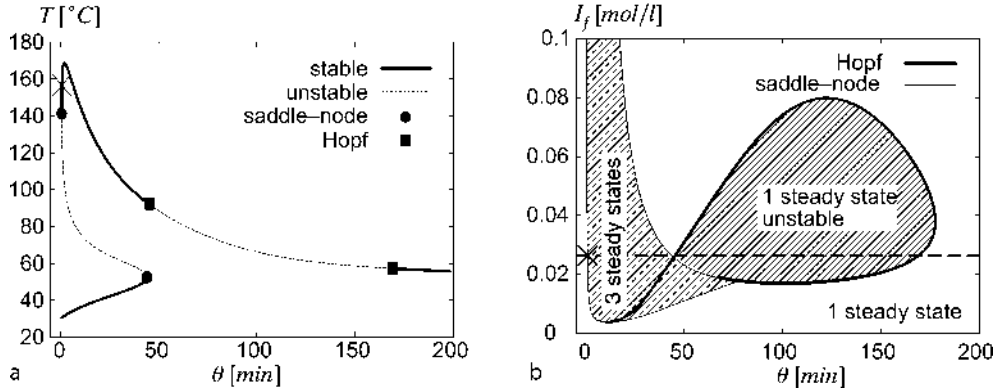 T [°C]
180
160
140
120
100
80
60
40
20
0
50
100
150
200
θ [min]
stable
unstable
saddle–node
Hopf
a
I_f [mol/l]
0.1
0.08
0.06
0.04
0.02
0
0
50
100
150
200
θ [min]
Hopf
saddle–node
3 steady states
1 steady state
unstable
1 steady state
b